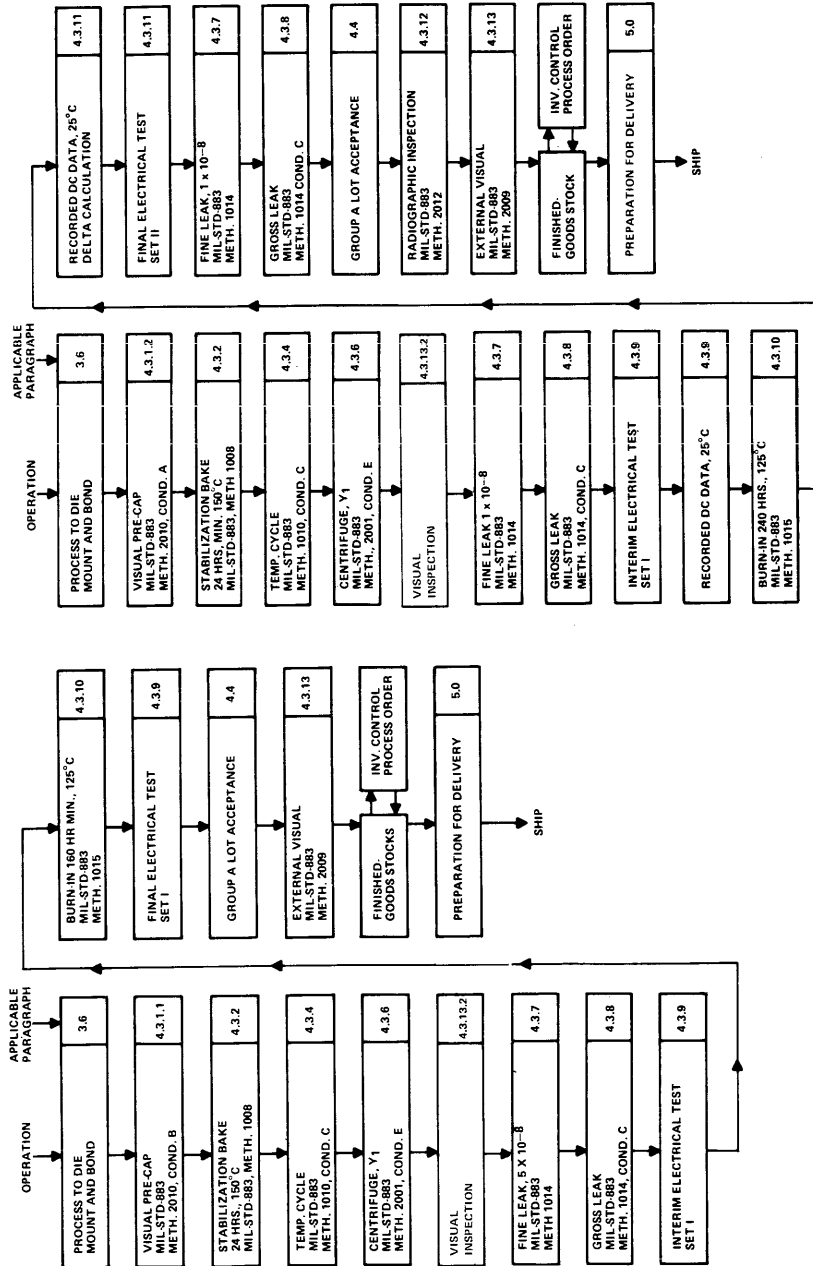 OPERATION
APPLICABLE
PARAGRAPH
PROCESS TO DIE
MOUNT AND BOND
3.6
VISUAL PRE-CAP
MIL-STD-883
METH. 2010, COND. B
4.3.1.1
STABILIZATION BAKE
24 HRS, 150°C
MIL-STD-883, METH. 1008
4.3.2
TEMP. CYCLE
MIL-STD-883
METH. 1010, COND. C
4.3.4
CENTRIFUGE, Y1
MIL-STD-883
METH. 2001, COND. E
4.3.6
VISUAL
INSPECTION
4.3.13.2
FINE LEAK, 5 X 10-8
MIL-STD-883
METH 1014
4.3.7
GROSS LEAK
MIL-STD-883
METH. 1014, COND. C
4.3.8
INTERIM ELECTRICAL TEST
SET I
4.3.9
BURN-IN 160 HR MIN., 125°C
MIL-STD-883
METH. 1015
4.3.10
FINAL ELECTRICAL TEST
SET I
4.3.9
GROUP A LOT ACCEPTANCE
4.4
EXTERNAL VISUAL
MIL-STD-883
METH. 2009
4.3.13
FINISHED-
GOODS STOCKS
INV. CONTROL
PROCESS ORDER
PREPARATION FOR DELIVERY
5.0
SHIP
OPERATION
APPLICABLE
PARAGRAPH
PROCESS TO DIE
MOUNT AND BOND
3.6
VISUAL PRE-CAP
MIL-STD-883
METH. 2010, COND. A
4.3.1.2
STABILIZATION BAKE
24 HRS, MIN. 150°C
MIL-STD-883, METH 1008
4.3.2
TEMP. CYCLE
MIL-STD-883
METH. 1010, COND. C
4.3.4
CENTRIFUGE, Y1
MIL-STD-883
METH., 2001, COND. E
4.3.6
VISUAL
INSPECTION
4.3.13.2
FINE LEAK 1 x 10-8
MIL-STD-883
METH. 1014
4.3.7
GROSS LEAK
MIL-STD-883
METH. 1014, COND. C
4.3.8
INTERIM ELECTRICAL TEST
SET I
4.3.9
RECORDED DC DATA, 25°C
4.3.9
BURN-IN 240 HRS., 125°C
MIL-STD-883
METH. 1015
4.3.10
RECORDED DC DATA, 25°C
DELTA CALCULATION
4.3.11
FINAL ELECTRICAL TEST
SET II
4.3.11
FINE LEAK, 1 x 10-8
MIL-STD-883
METH. 1014
4.3.7
GROSS LEAK
MIL-STD-883
METH. 1014 COND. C
4.3.8
GROUP A LOT ACCEPTANCE
4.4
RADIOGRAPHIC INSPECTION
MIL-STD-883
METH. 2012
4.3.12
EXTERNAL VISUAL
MIL-STD-883
METH. 2009
4.3.13
FINISHED-
GOODS STOCK
INV. CONTROL
PROCESS ORDER
PREPARATION FOR DELIVERY
5.0
SHIP